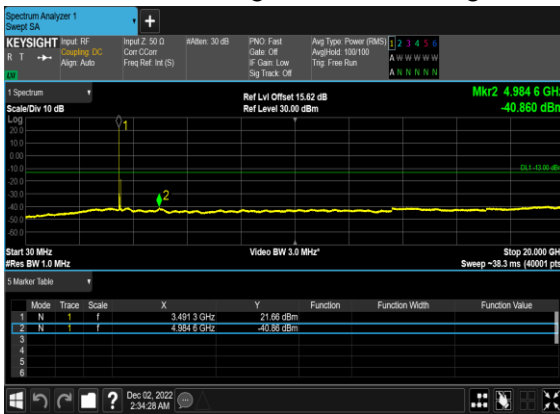 Spectrum Analyzer 1
Swept SA
KEYSIGHT Input: RF Input Z: 50 Ω #Atten: 30 dB PNO: Fast Avg Type: Power (RMS) 1 2 3 4 5 6
R T Coupling: DC Corr CCorr Gate: Off Avg|Hold: 100/100 A W W W W W
Align: Auto Freq Ref: Int (S) IF Gain: Low Trig: Free Run
Sig Track: Off A N N N N N
LV
1 Spectrum Ref Lvl Offset 15.62 dB Mkr2 4.984 6 GHz
Scale/Div 10 dB Ref Level 30.00 dBm -40.860 dBm
Log
1
20.0
10.0
0.00
-10.0
DL1 -13.00 dBm
-20.0
-30.0
2
-40.0
-50.0
-60.0
Start 30 MHz Video BW 3.0 MHz* Stop 20.000 GHz
#Res BW 1.0 MHz Sweep ~38.3 ms (40001 pts)
5 Marker Table
Mode Trace Scale X Y Function Function Width Function Value
1 N 1 f 3.491 3 GHz 21.66 dBm
2 N 1 f 4.984 6 GHz -40.86 dBm
3
4
5
6
? Dec 02, 2022
2:34:28 AM